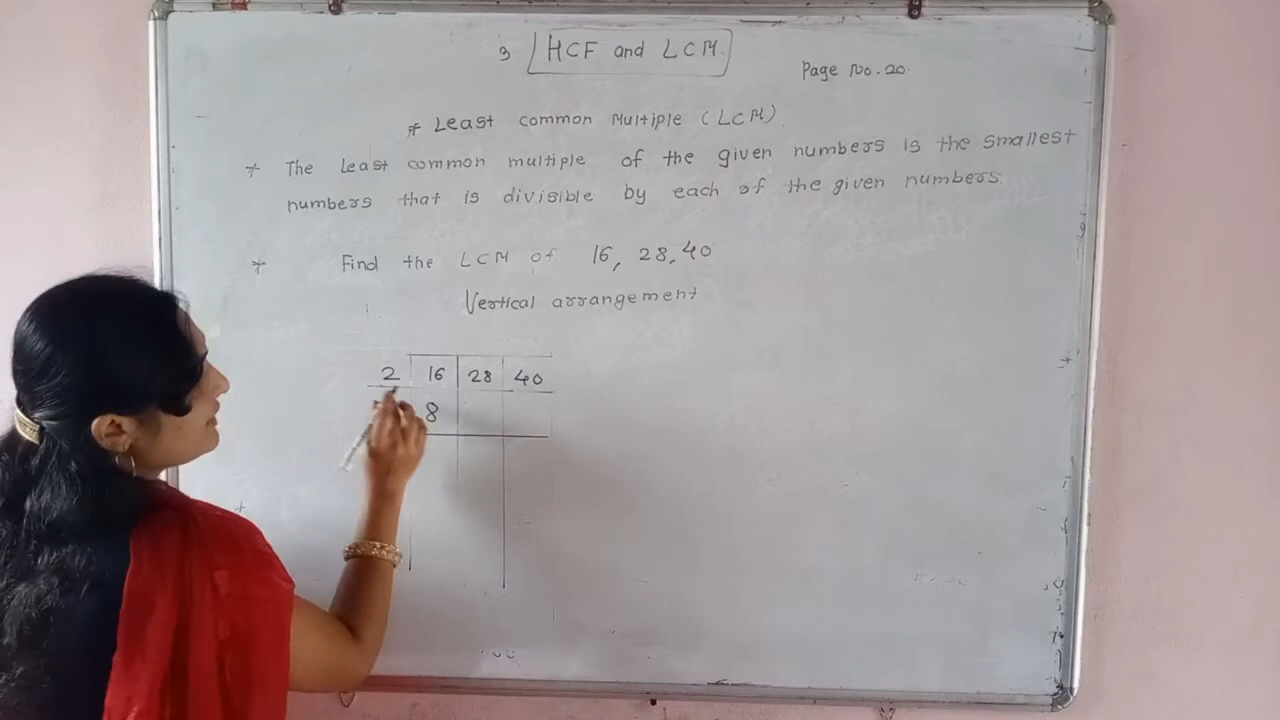 3 HCF and LCM.
Page No. 20.
* Least common Multiple (LCM)
* The Least common multiple of the given numbers is the smallest
numbers that is divisible by each of the given numbers.
* Find the LCM of 16, 28, 40
Vertical arrangement
2 16 28 40
8